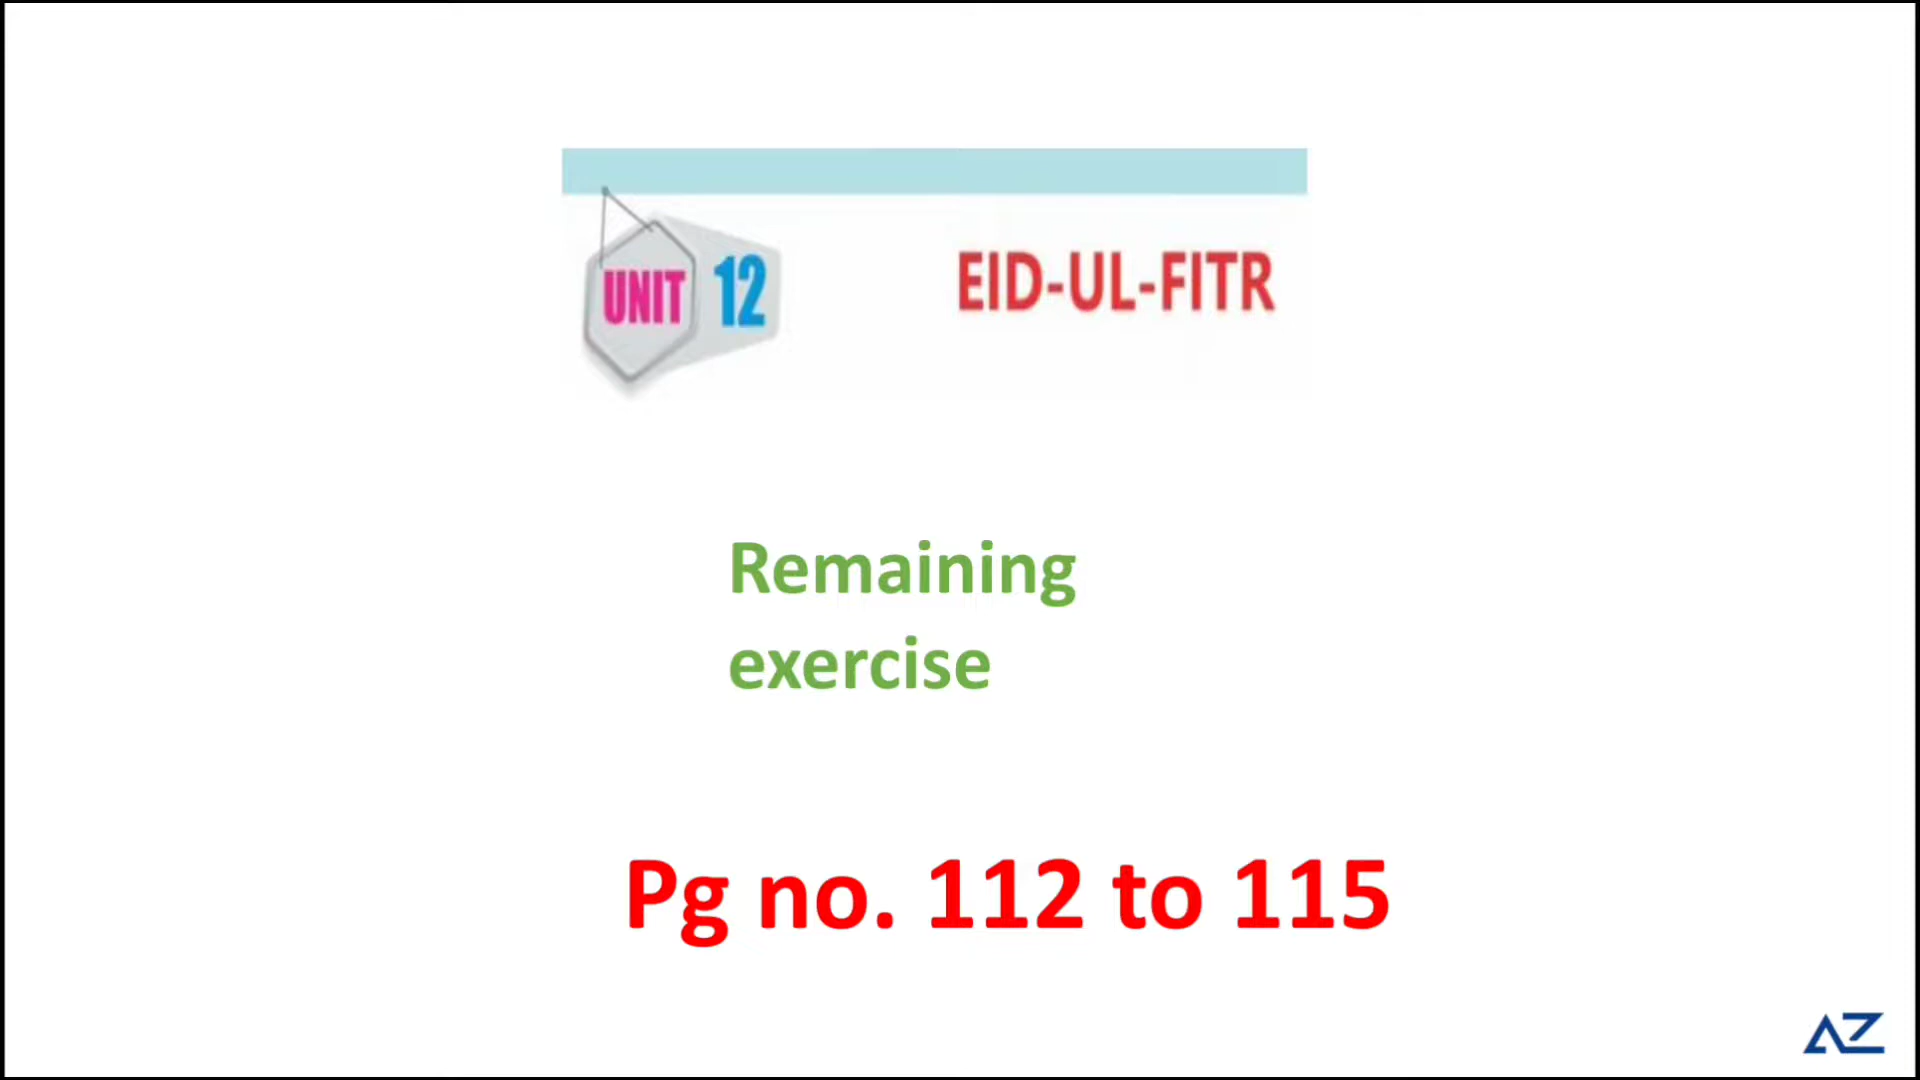 UNIT 12
EID-UL-FITR
Remaining
exercise
Pg no. 112 to 115
AZ